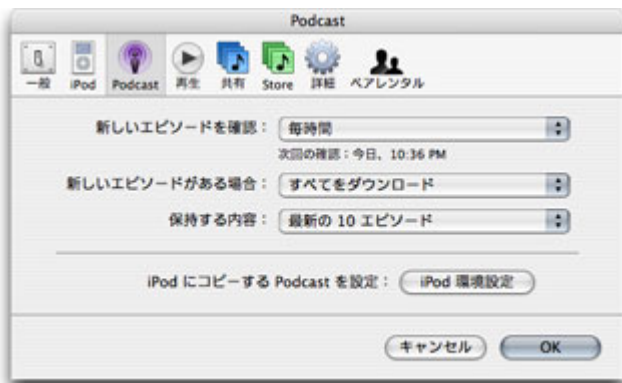 Podcast
一般 iPod Podcast 再生 共有 Store 詳細 ペアレンタル
新しいエピソードを確認： 毎時間
次回の確認：今日、10:36 PM
新しいエピソードがある場合： すべてをダウンロード
保持する内容： 最新の 10 エピソード
iPod にコピーする Podcast を設定： iPod 環境設定
キャンセル OK